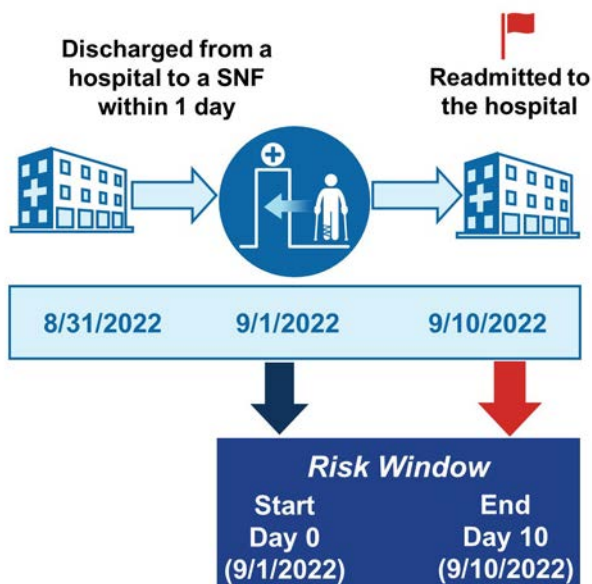 Discharged from a
hospital to a SNF
within 1 day
Readmitted to
the hospital
8/31/2022 9/1/2022 9/10/2022
Risk Window
Start
Day 0
(9/1/2022)
End
Day 10
(9/10/2022)